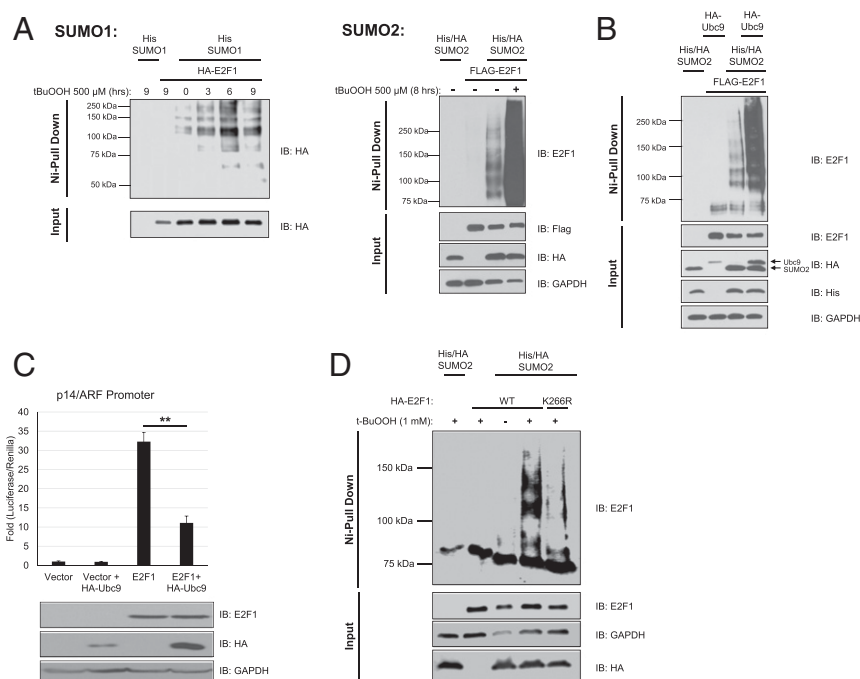 A
SUMO1:
His
SUMO1
His
SUMO1
HA-E2F1
tBuOOH 500 µM (hrs):
9 9 0 3 6 9
250 kDa
150 kDa
100 kDa
75 kDa
50 kDa
Ni-Pull Down
IB: HA
Input
IB: HA
SUMO2:
His/HA
SUMO2
His/HA
SUMO2
FLAG-E2F1
tBuOOH 500 µM (8 hrs):
- - - +
250 kDa
150 kDa
100 kDa
75 kDa
Ni-Pull Down
IB: E2F1
Input
IB: Flag
IB: HA
IB: GAPDH
B
HA-
Ubc9
HA-
Ubc9
His/HA
SUMO2
His/HA
SUMO2
FLAG-E2F1
250 kDa
150 kDa
100 kDa
75 kDa
Ni-Pull Down
IB: E2F1
Input
IB: E2F1
Ubc9
SUMO2
IB: HA
IB: His
IB: GAPDH
C
p14/ARF Promoter
Fold (Luciferase/Renilla)
40
35
30
25
20
15
10
5
0
**
Vector
Vector +
HA-Ubc9
E2F1
E2F1+
HA-Ubc9
IB: E2F1
IB: HA
IB: GAPDH
D
His/HA
SUMO2
His/HA
SUMO2
HA-E2F1:
WT
K266R
t-BuOOH (1 mM):
+ + - + +
150 kDa
100 kDa
75 kDa
Ni-Pull Down
IB: E2F1
Input
IB: E2F1
IB: GAPDH
IB: HA